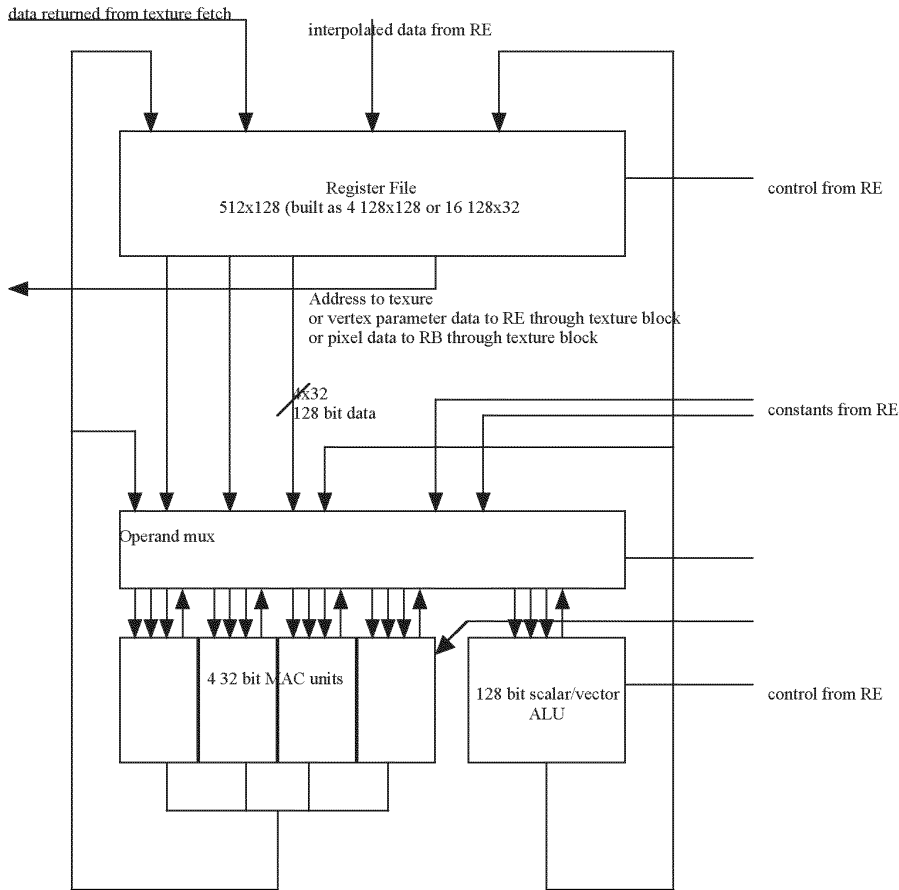 data returned from texture fetch
interpolated data from RE
Register File
512x128 (built as 4 128x128 or 16 128x32
control from RE
Address to texure
or vertex parameter data to RE through texture block
or pixel data to RB through texture block
4x32
128 bit data
constants from RE
Operand mux
4 32 bit MAC units
128 bit scalar/vector
ALU
control from RE